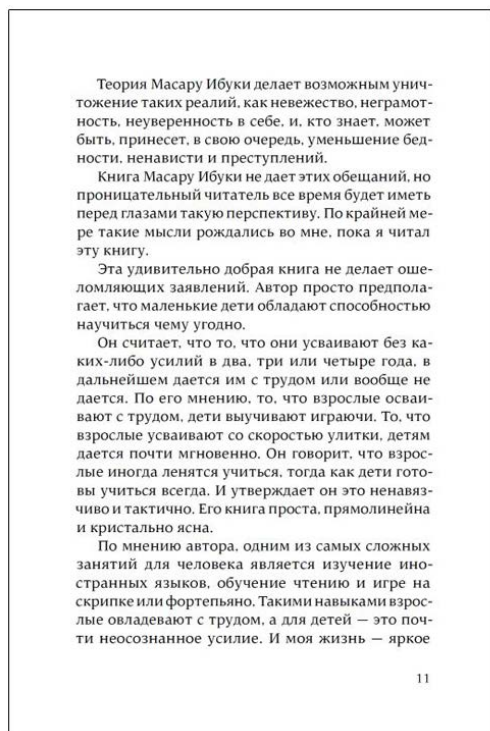 Теория Масару Ибуки делает возможным унич-
тожение таких реалий, как невежество, неграмот-
ность, неуверенность в себе, и, кто знает, может
быть, принесет, в свою очередь, уменьшение бед-
ности, ненависти и преступлений.
Книга Масару Ибуки не дает этих обещаний, но
проницательный читатель все время будет иметь
перед глазами такую перспективу. По крайней ме-
ре такие мысли рождались во мне, пока я читал
эту книгу.
Эта удивительно добрая книга не делает оше-
ломляющих заявлений. Автор просто предпола-
гает, что маленькие дети обладают способностью
научиться чему угодно.
Он считает, что то, что они усваивают без ка-
ких-либо усилий в два, три или четыре года, в
дальнейшем дается им с трудом или вообще не
дается. По его мнению, то, что взрослые осваи-
вают с трудом, дети выучивают играючи. То, что
взрослые усваивают со скоростью улитки, детям
дается почти мгновенно. Он говорит, что взрос-
лые иногда ленятся учиться, тогда как дети гото-
вы учиться всегда. И утверждает он это ненавяз-
чиво и тактично. Его книга проста, прямолинейна
и кристально ясна.
По мнению автора, одним из самых сложных
занятий для человека является изучение ино-
странных языков, обучение чтению и игре на
скрипке или фортепьяно. Такими навыками взрос-
лые овладевают с трудом, а для детей — это поч-
ти неосознанное усилие. И моя жизнь — яркое
11